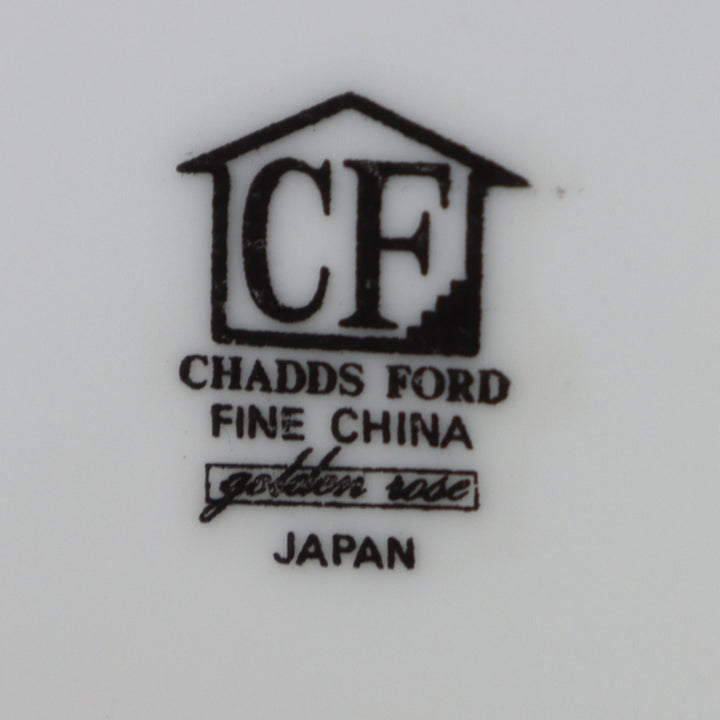 CF
CHADDS FORD
FINE CHINA
golden rose
JAPAN